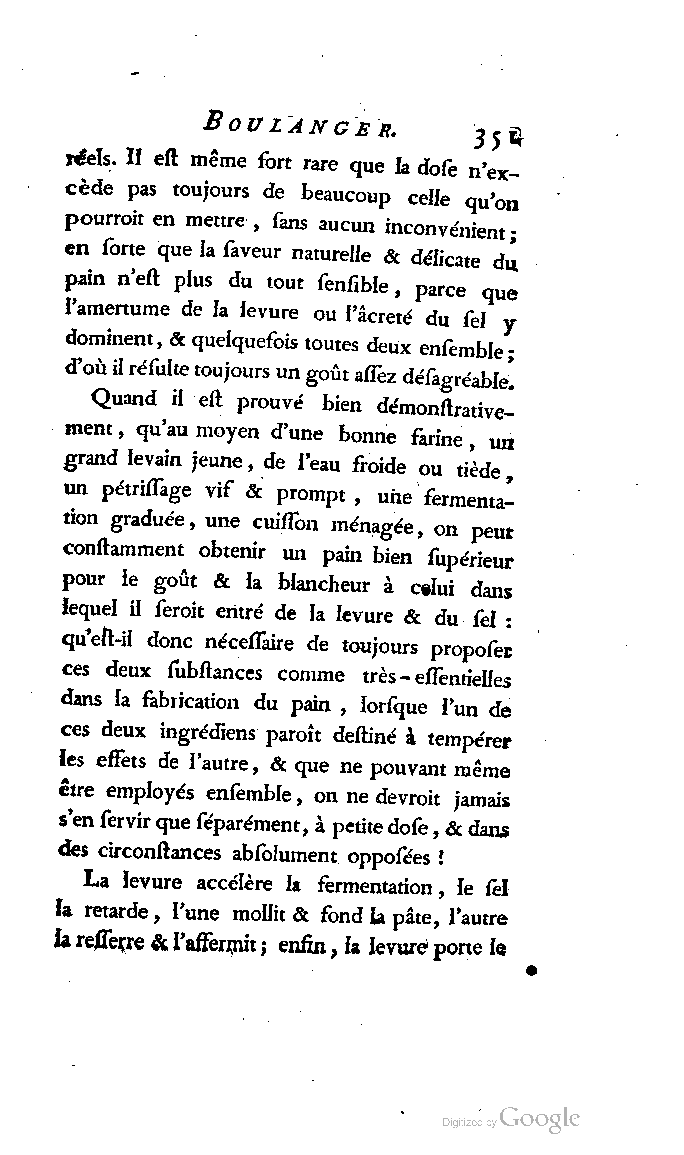 BOULANGER. 351
réels. Il eſt même fort rare que la doſe n'ex-
cède pas toujours de beaucoup celle qu'on
pourroit en mettre, ſans aucun inconvénient;
en ſorte que la ſaveur naturelle & délicate du
pain n'eſt plus du tout ſenſible, parce que
l'amertume de la levure ou l'âcreté du ſel y
dominent, & quelquefois toutes deux enſemble;
d'où il réſulte toujours un goût aſſez déſagréable.
Quand il eſt prouvé bien démonſtrative-
ment, qu'au moyen d'une bonne farine, un
grand levain jeune, de l'eau froide ou tiède,
un pétriſſage vif & prompt, une fermenta-
tion graduée, une cuiſſon ménagée, on peut
conſtamment obtenir un pain bien ſupérieur
pour le goût & la blancheur à celui dans
lequel il ſeroit entré de la levure & du ſel :
qu'eſt-il donc néceſſaire de toujours propoſer
ces deux ſubſtances comme très-eſſentielles
dans la fabrication du pain, lorſque l'un de
ces deux ingrédiens paroît deſtiné à tempérer
les effets de l'autre, & que ne pouvant même
être employés enſemble, on ne devroit jamais
s'en ſervir que ſéparément, à petite doſe, & dans
des circonſtances abſolument oppoſées !
La levure accélère la fermentation, le ſel
la retarde, l'une mollit & fond la pâte, l'autre
la reſſerre & l'affermit; enfin, la levure porte le
Digitized by Google